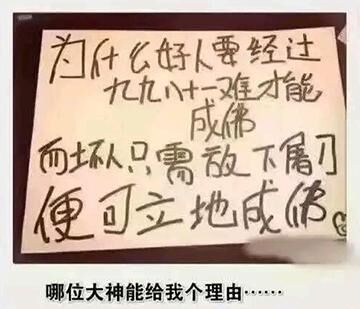 为什么好人要经过
九九八十一难才能
成佛
而坏人只需放下屠刀
便可立地成佛。
哪位大神能给我个理由……